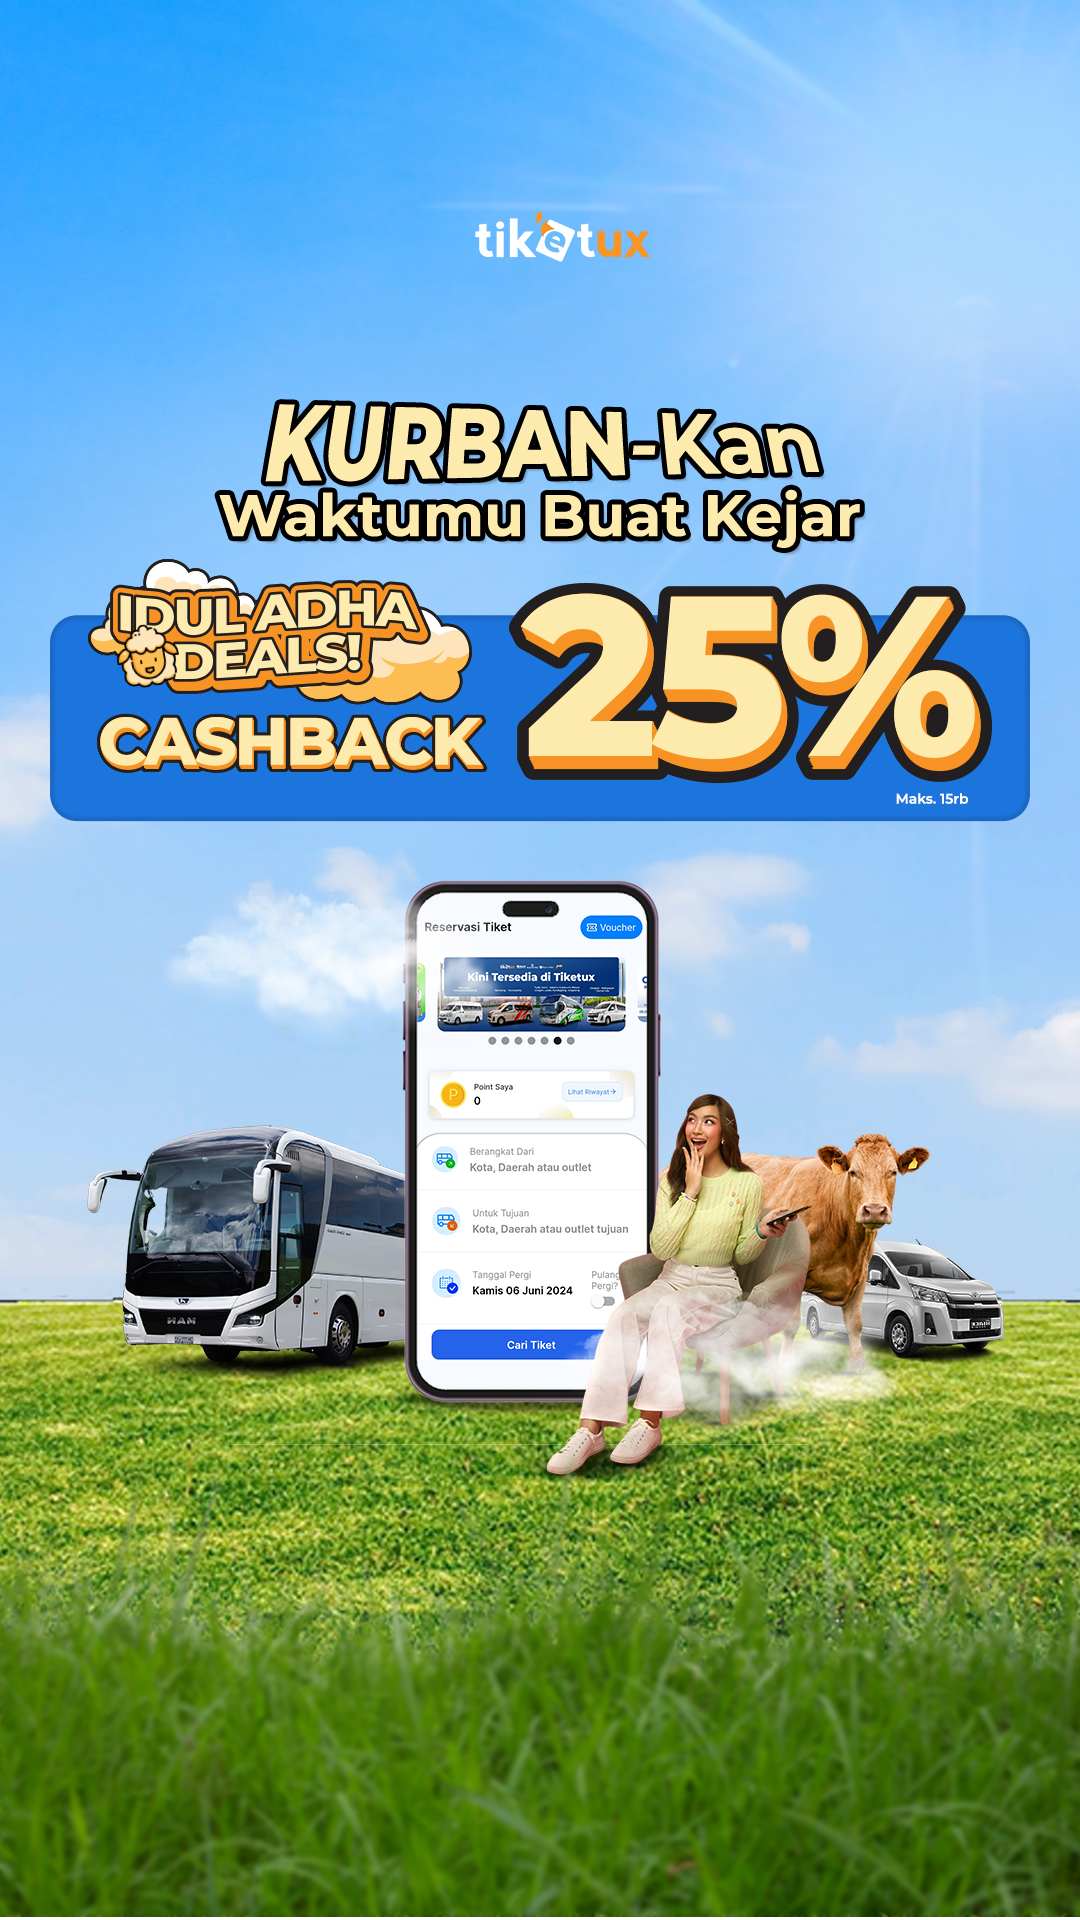 tiketux
KURBAN-Kan
Waktumu Buat Kejar
IDUL ADHA
DEALS!
CASHBACK
25%
Maks. 15rb
Reservasi Tiket
Voucher
Kini Tersedia di Tiketux
Point Saya
0
Lihat Riwayat
Berangkat Dari
Kota, Daerah atau outlet
Untuk Tujuan
Kota, Daerah atau outlet tujuan
Tanggal Pergi
Kamis 06 Juni 2024
Pulang
Pergi?
Cari Tiket
MAN